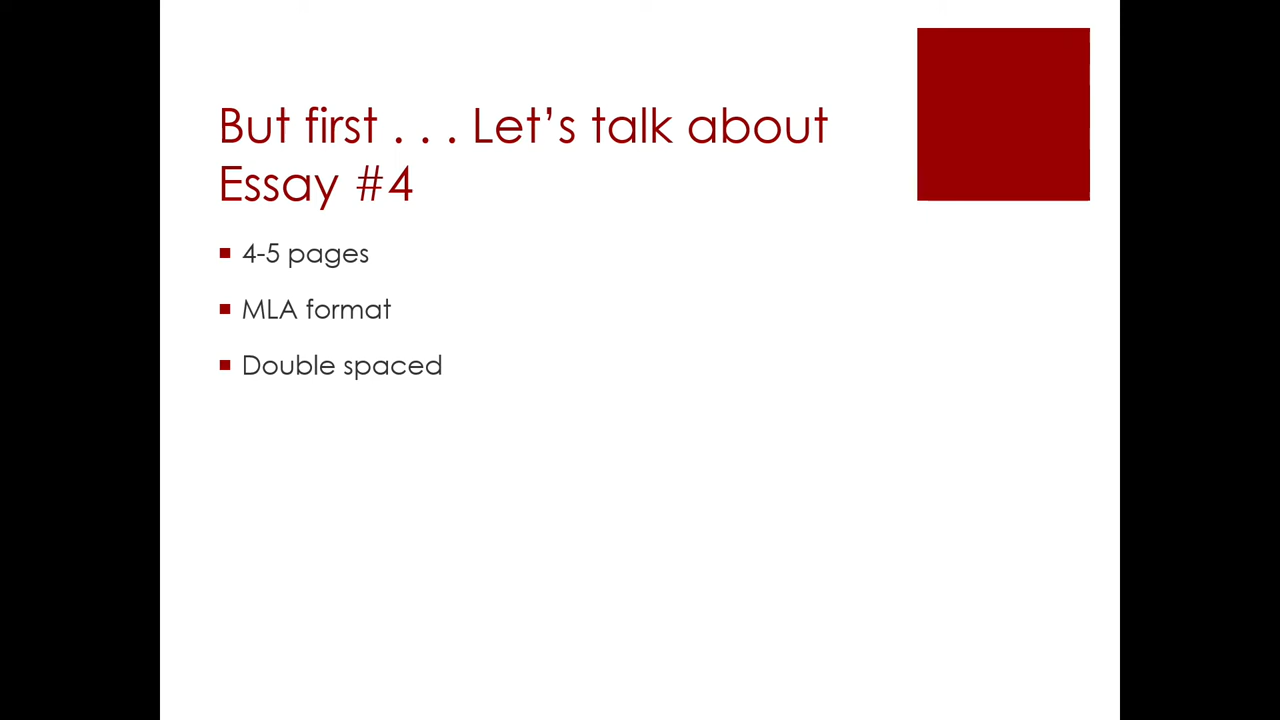 But first . . . Let’s talk about
Essay #4
4-5 pages
MLA format
Double spaced